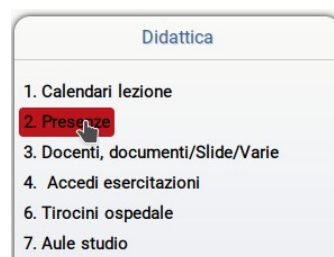 Didattica
1. Calendari lezione
2. Presenze
3. Docenti, documenti/Slide/Varie
4. Accedi esercitazioni
6. Tirocini ospedale
7. Aule studio